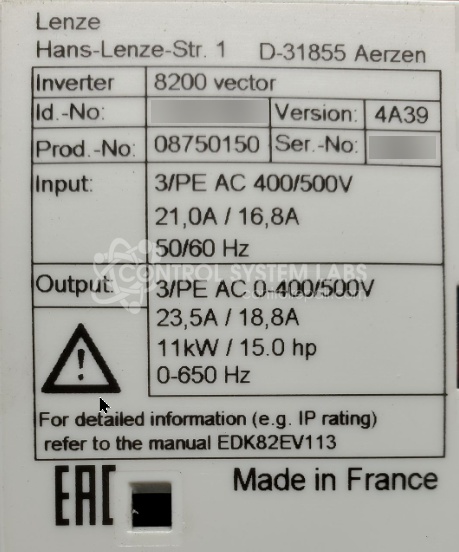 Lenze
Hans-Lenze-Str. 1 D-31855 Aerzen
Inverter 8200 vector
Id.-No: Version: 4A39
Prod.-No: 08750150 Ser.-No:
Input: 3/PE AC 400/500V
21,0A / 16,8A
50/60 Hz
CONTROL SYSTEM LABS
Output: 3/PE AC 0-400/500V
23,5A / 18,8A
11kW / 15.0 hp
0-650 Hz
For detailed information (e.g. IP rating)
refer to the manual EDK82EV113
EAC
Made in France